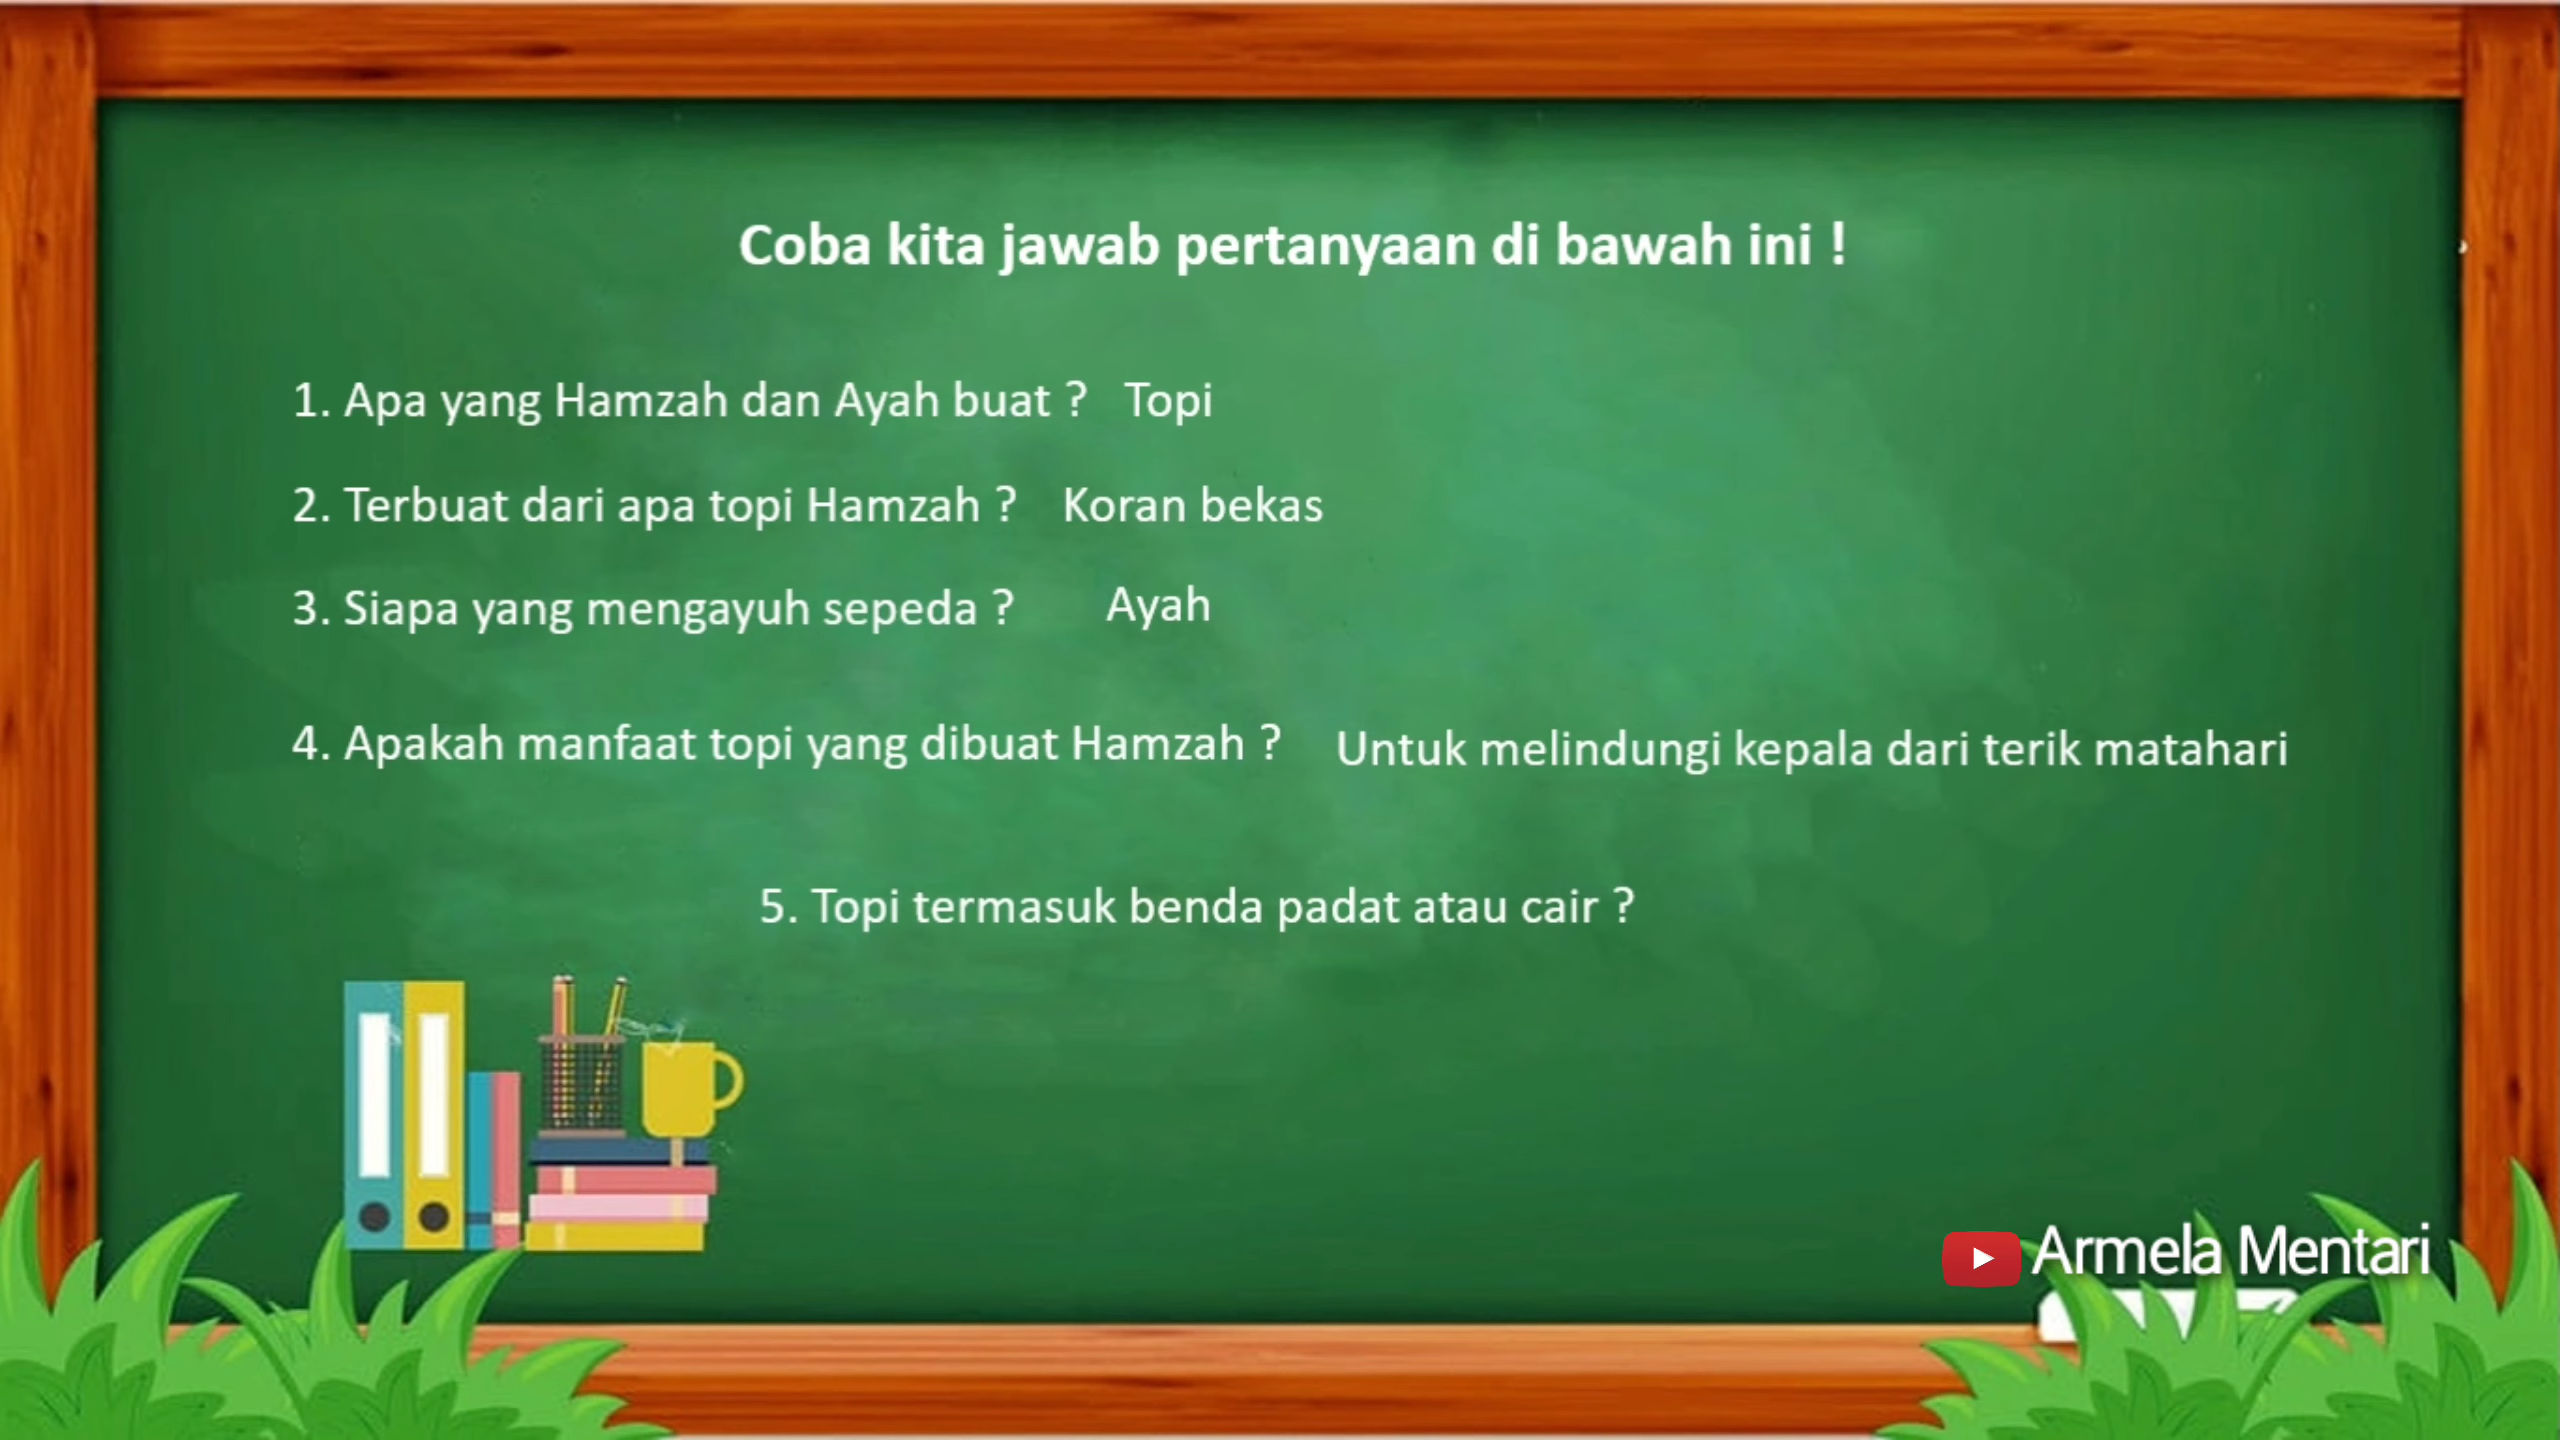 Coba kita jawab pertanyaan di bawah ini !
1. Apa yang Hamzah dan Ayah buat ? Topi
2. Terbuat dari apa topi Hamzah ? Koran bekas
3. Siapa yang mengayuh sepeda ? Ayah
4. Apakah manfaat topi yang dibuat Hamzah ? Untuk melindungi kepala dari terik matahari
5. Topi termasuk benda padat atau cair ?
Armela Mentari